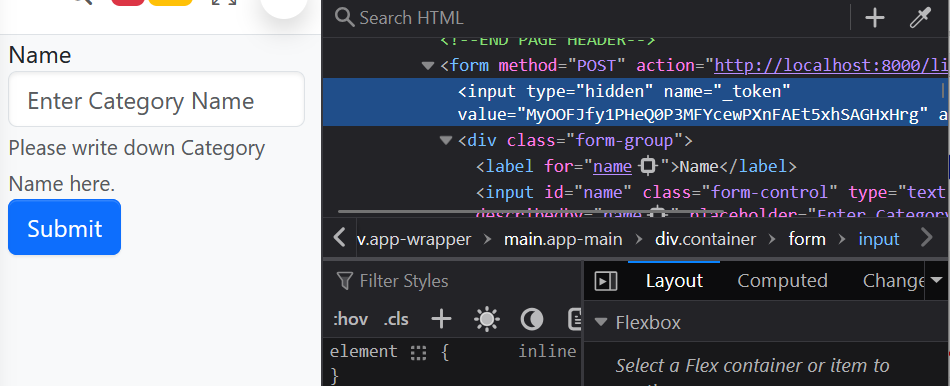 Name
Enter Category Name
Please write down Category
Name here.
Submit
Search HTML
<!--END PAGE HEADER-->
<form method="POST" action="http://localhost:8000/li
<input type="hidden" name="_token"
value="MyOOFJfy1PHeQ0P3MFYcewPXnFAEt5xhSAGHxHrg" a
<div class="form-group">
<label for="name">Name</label>
<input id="name" class="form-control" type="text
describedby="name" placeholder="Enter Category
v.app-wrapper > main.app-main > div.container > form > input
Filter Styles
:hov .cls
element { inline
}
Layout Computed Change
Flexbox
Select a Flex container or item to